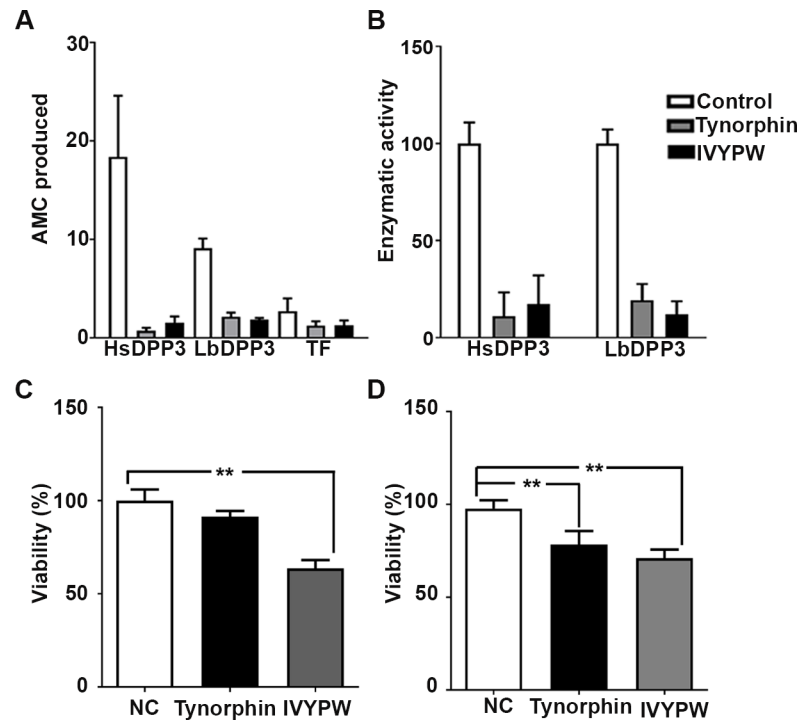 A
AMC produced
30
20
10
0
HsDPP3 LbDPP3 TF
B
Enzymatic activity
150
100
50
0
HsDPP3 LbDPP3
Control
Tynorphin
IVYPW
C
Viability (%)
150
100
50
0
**
NC Tynorphin IVYPW
D
Viability (%)
150
100
50
0
**
**
NC Tynorphin IVYPW